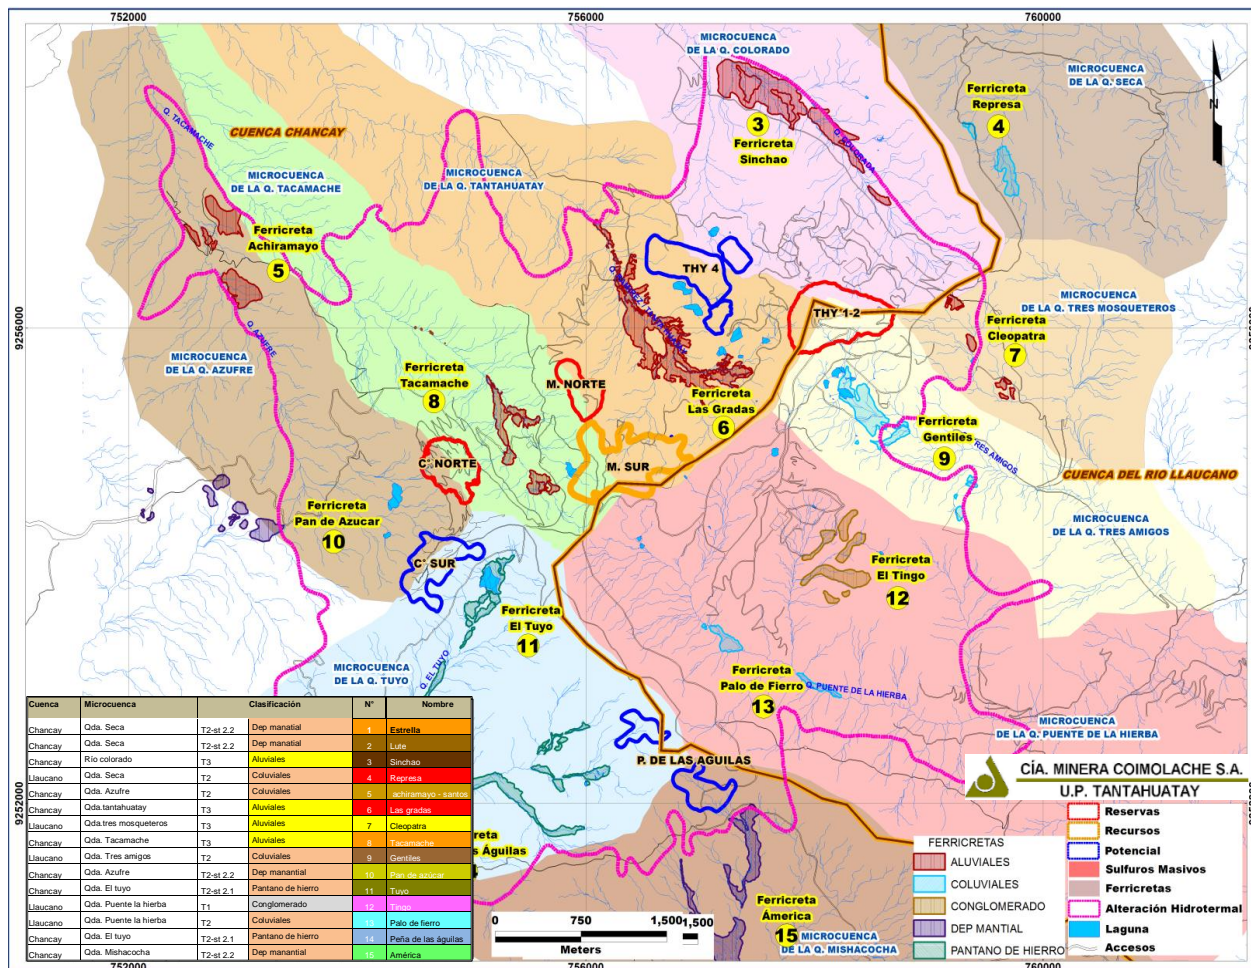 752000
756000
760000
MICROCUENCA
DE LA Q. COLORADO
MICROCUENCA
DE LA Q. SECA
Ferricreta
Represa
4
N
3
Ferricreta
Sinchao
Q. COLORADA
Q. TACAMACHE
CUENCA CHANCAY
MICROCUENCA
DE LA Q. TACAMACHE
MICROCUENCA
DE LA Q. TANTAHUATAY
Ferricreta
Achiramayo
5
THY 4
THY 1-2
MICROCUENCA
DE LA Q. TRES MOSQUETEROS
Ferricreta
Cleopatra
7
9256000
Q. AZUFRE
MICROCUENCA
DE LA Q. AZUFRE
Ferricreta
Tacamache
8
M. NORTE
Ferricreta
Las Gradas
6
Ferricreta
Gentiles
9
RES AMIGOS
C° NORTE
M. SUR
CUENCA DEL RIO LLAUCANO
Ferricreta
Pan de Azucar
10
MICROCUENCA
DE LA Q. TRES AMIGOS
C° SUR
Ferricreta
El Tingo
12
Ferricreta
El Tuyo
11
MICROCUENCA
DE LA Q. TUYO
Q. EL TUYO
Ferricreta
Palo de Fierro
13
Q. PUENTE DE LA HIERBA
MICROCUENCA
DE LA Q. PUENTE DE LA HIERBA
P. DE LAS AGUILAS
9252000
Cuenca Microcuenca Clasificación N° Nombre
Chancay Qda. Seca T2-st 2.2 Dep manatial 1 Estrella
Chancay Qda. Seca T2-st 2.2 Dep manatial 2 Lute
Chancay Río colorado T3 Aluviales 3 Sinchao
Llaucano Qda. Seca T2 Coluviales 4 Represa
Chancay Qda. Azufre T2 Coluviales 5 achiramayo - santos
Chancay Qda.tantahuatay T3 Aluviales 6 Las gradas
Llaucano Qda.tres mosqueteros T3 Aluviales 7 Cleopatra
Chancay Qda. Tacamache T3 Aluviales 8 Tacamache
Llaucano Qda. Tres amigos T2 Coluviales 9 Gentiles
Chancay Qda. Azufre T2-st 2.2 Dep manantial 10 Pan de azúcar
Chancay Qda. El tuyo T2-st 2.1 Pantano de hierro 11 Tuyo
Llaucano Qda. Puente la hierba T1 Conglomerado 12 Tingo
Llaucano Qda. Puente la hierba T2 Coluviales 13 Palo de fierro
Chancay Qda. El tuyo T2-st 2.1 Pantano de hierro 14 Peña de las águilas
Chancay Qda. Mishacocha T2-st 2.2 Dep manantial 15 América
reta
s Águilas
CÍA. MINERA COIMOLACHE S.A.
U.P. TANTAHUATAY
Reservas
Recursos
Potencial
Sulfuros Masivos
Ferricretas
Alteración Hidrotermal
Laguna
Accesos
FERRICRETAS
ALUVIALES
COLUVIALES
CONGLOMERADO
DEP MANTIAL
PANTANO DE HIERRO
Ferricreta
América
15
MICROCUENCA
DE LA Q. MISHACOCHA
0 750 1,500 1,500
Meters
752000
756000
760000